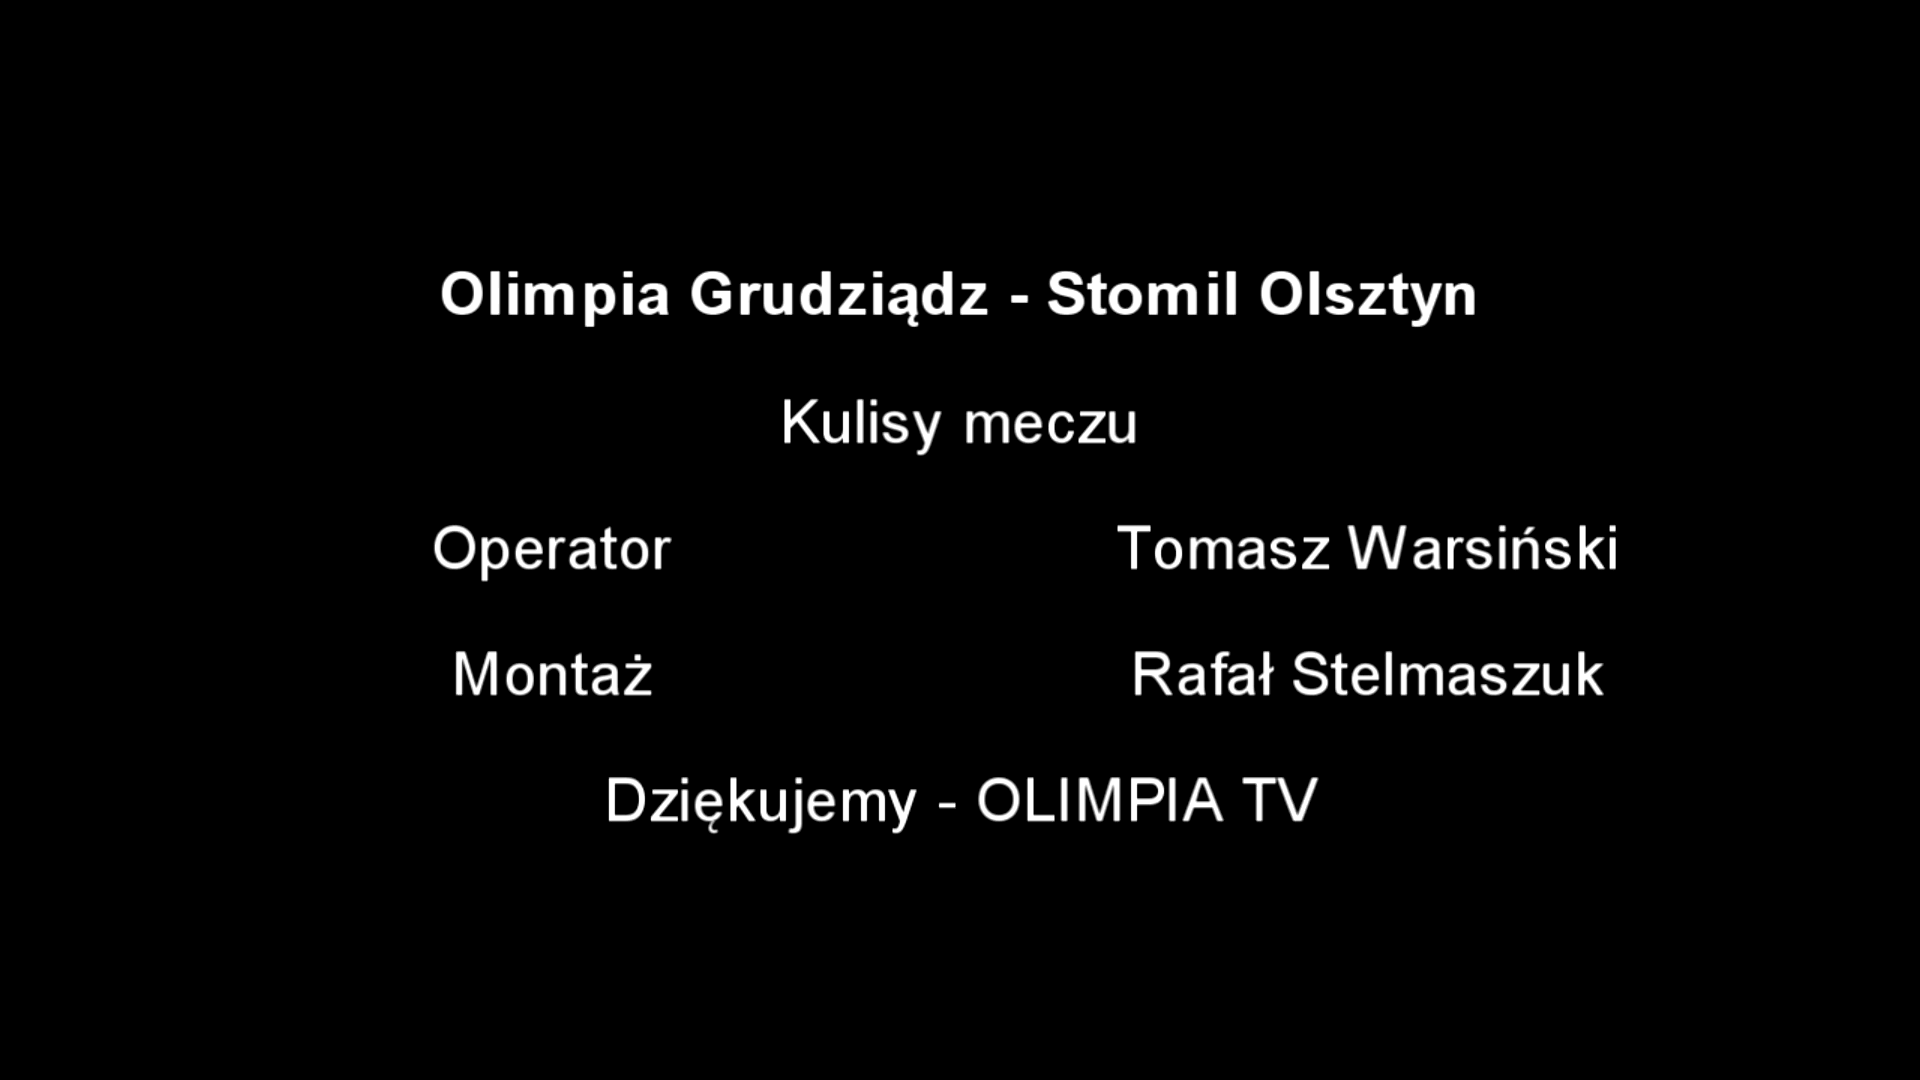 Olimpia Grudziądz - Stomil Olsztyn
Kulisy meczu
Operator Tomasz Warsiński
Montaż Rafał Stelmaszuk
Dziękujemy - OLIMPIA TV